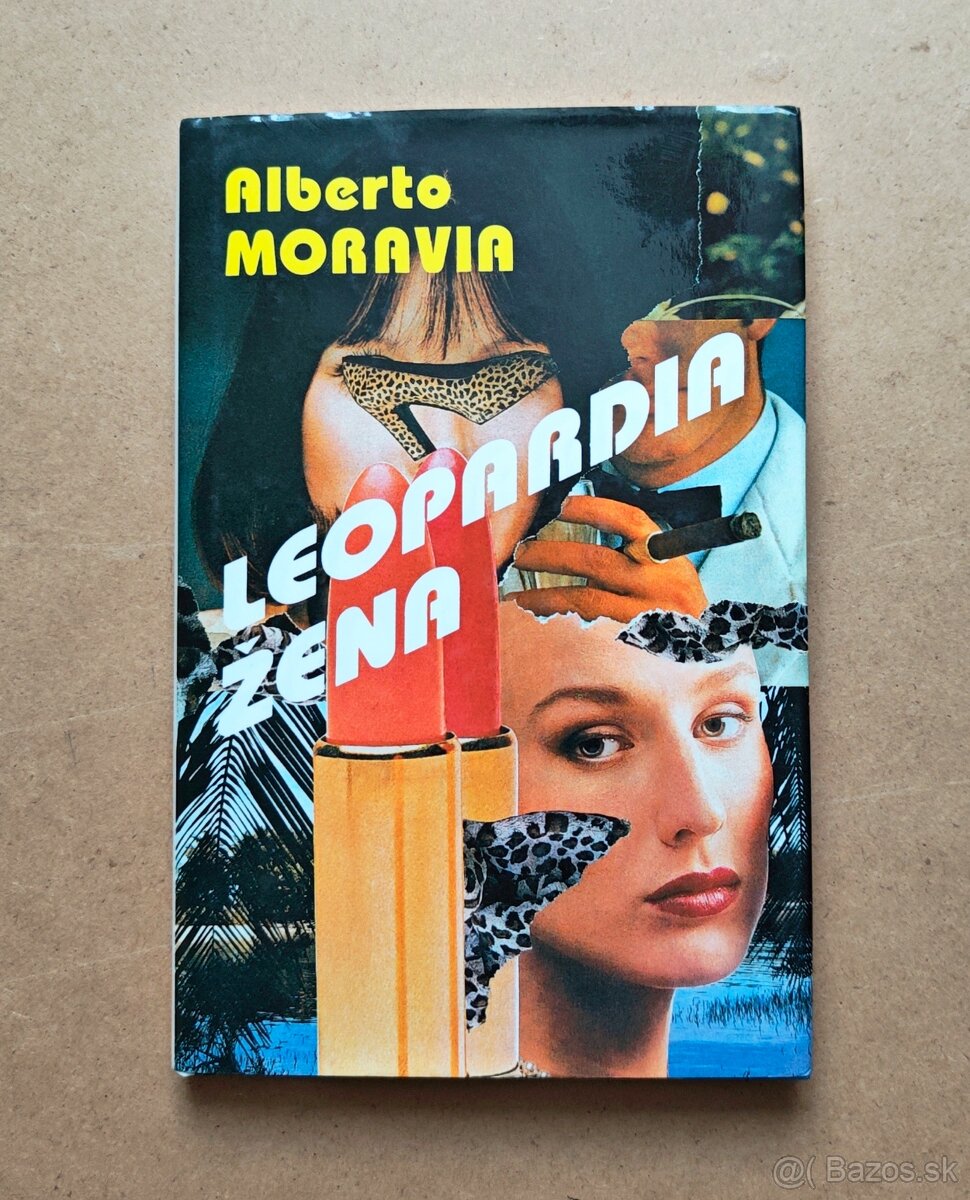 Alberto
MORAVIA
LEOPARDIA
ŽENA
@( Bazos.sk